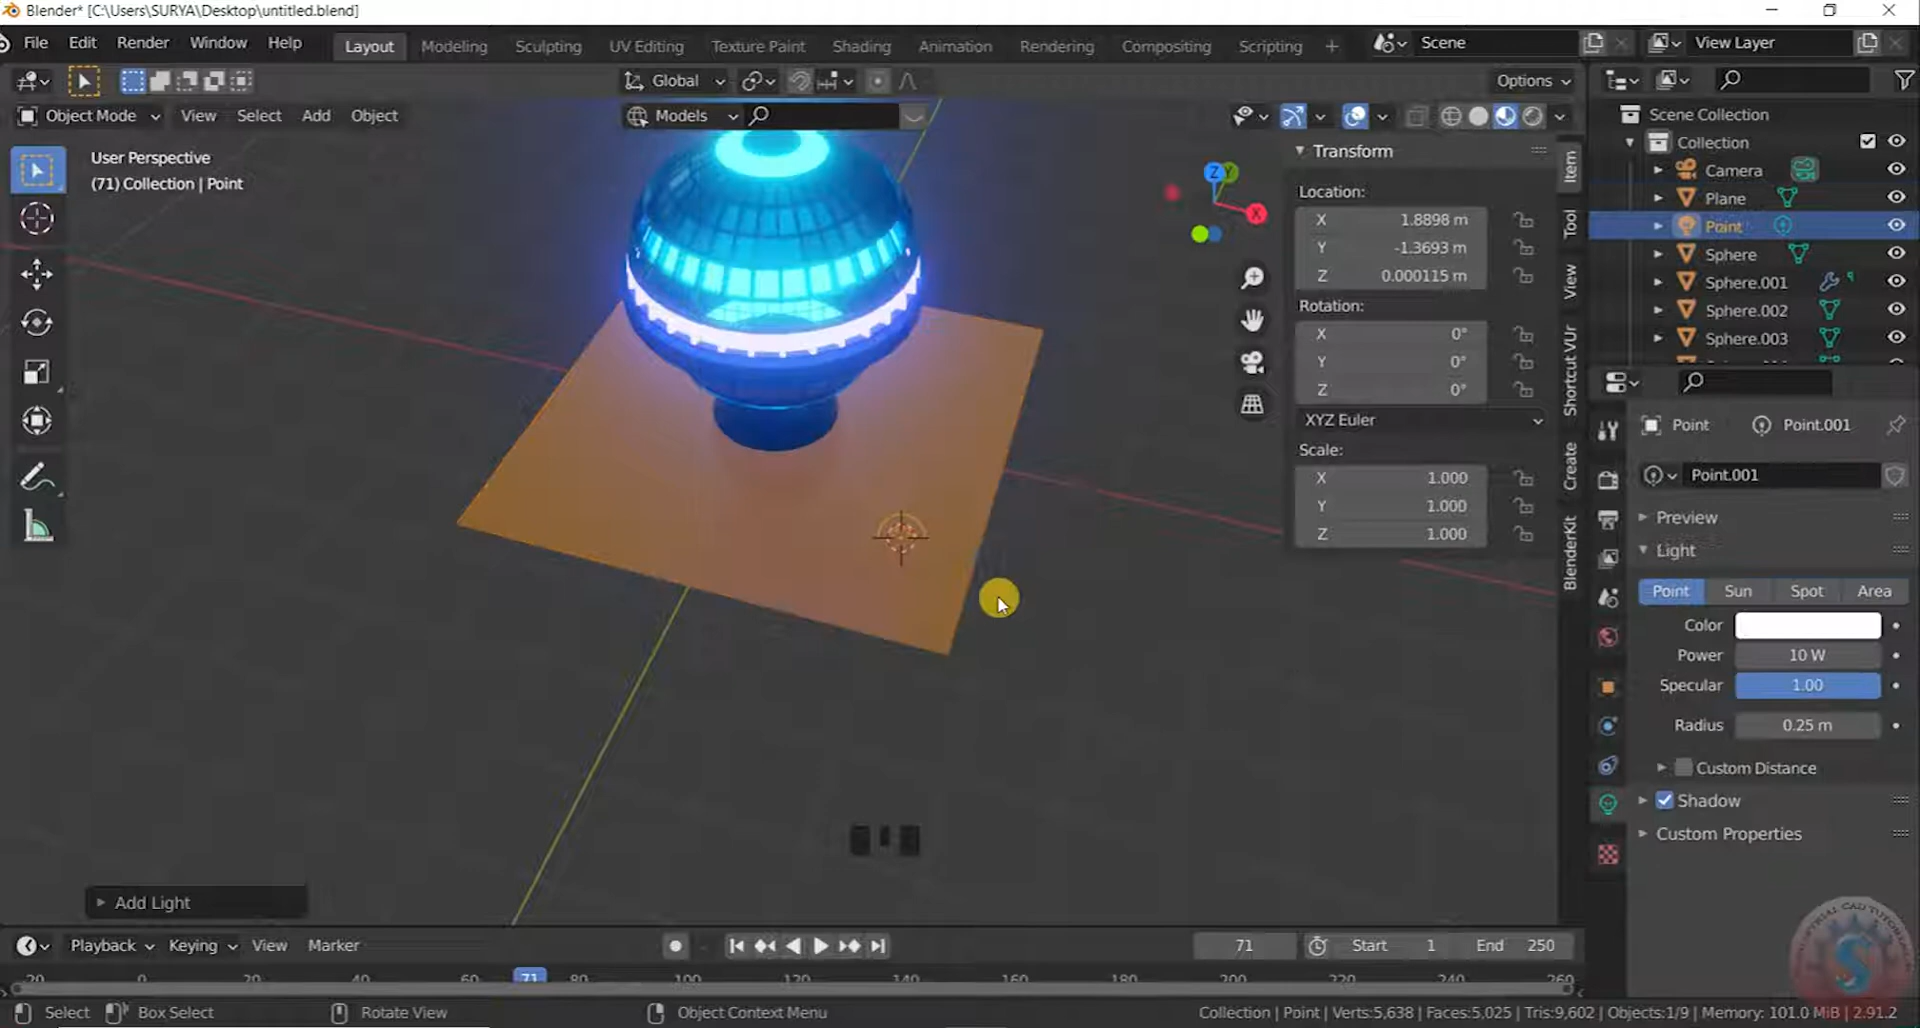 Blender* [C:\Users\SURYA\Desktop\untitled.blend]
File Edit Render Window Help Layout Modeling Sculpting UV Editing Texture Paint Shading Animation Rendering Compositing Scripting + Scene View Layer
Global Options
Object Mode View Select Add Object Models
User Perspective
(71) Collection | Point
Z Y X
Transform
Location:
X 1.8898 m
Y -1.3693 m
Z 0.000115 m
Rotation:
X 0°
Y 0°
Z 0°
XYZ Euler
Scale:
X 1.000
Y 1.000
Z 1.000
Item
Tool
View
Shortcut VUr
Create
BlenderKit
Scene Collection
Collection
Camera
Plane
Point
Sphere
Sphere.001
Sphere.002
Sphere.003
Point Point.001
Point.001
Preview
Light
Point Sun Spot Area
Color
Power 10 W
Specular 1.00
Radius 0.25 m
Custom Distance
Shadow
Custom Properties
Add Light
Playback Keying View Marker 71 Start 1 End 250
-20 0 20 40 60 71 80 100 120 140 160 180 200 220 240 260
Select Box Select Rotate View Object Context Menu Collection | Point | Verts:5,638 | Faces:5,025 | Tris:9,602 | Objects:1/9 | Memory: 101.0 MiB | 2.91.2